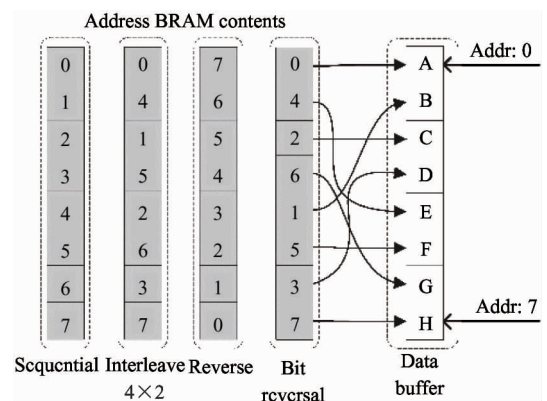 Address BRAM contents
0 0 7 0 A Addr: 0
1 4 6 4 B
2 1 5 2 C
3 5 4 6 D
4 2 3 1 E
5 6 2 5 F
6 3 1 3 G
7 7 0 7 H Addr: 7
Scqucntial Interleave Reverse Bit Data
4×2 rcvcrsal buffer